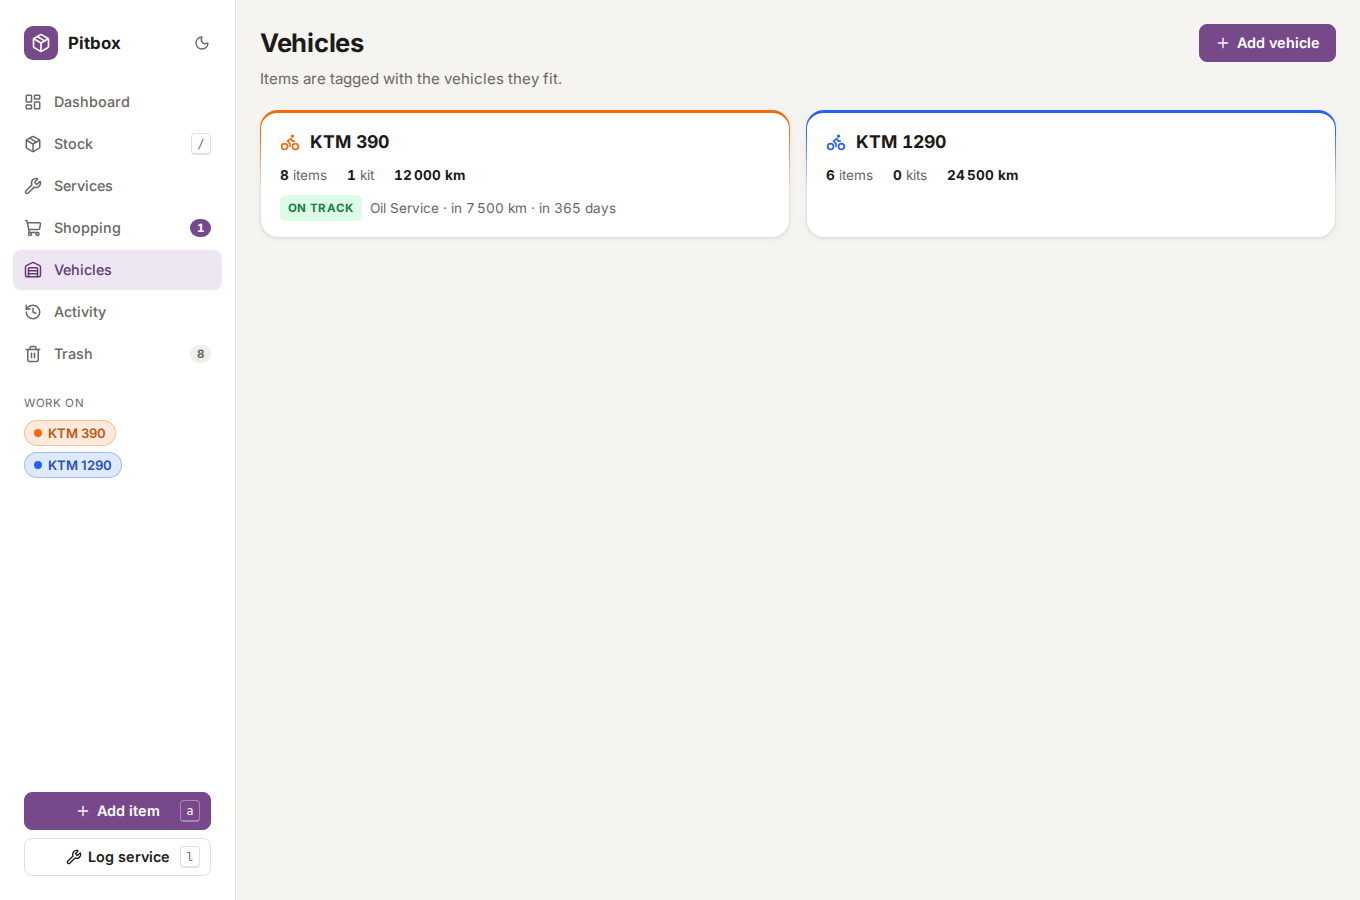 Pitbox
Dashboard
Stock /
Services
Shopping 1
Vehicles
Activity
Trash 8
WORK ON
KTM 390
KTM 1290
Add item a
Log service l
Vehicles
Add vehicle
Items are tagged with the vehicles they fit.
KTM 390
8 items 1 kit 12 000 km
ON TRACK Oil Service · in 7 500 km · in 365 days
KTM 1290
6 items 0 kits 24 500 km